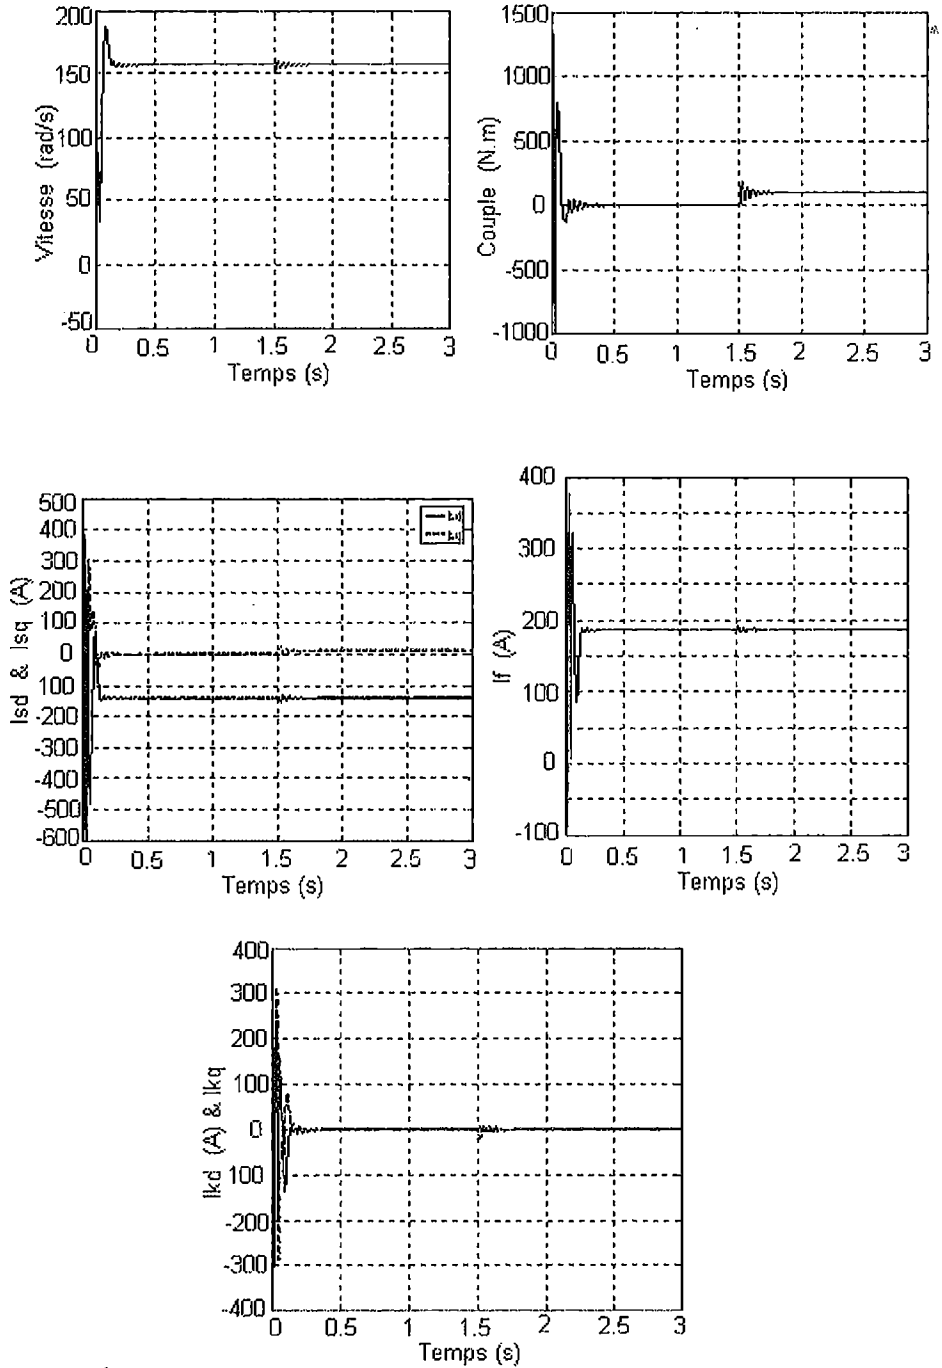 Vitesse (rad/s)
200
150
100
50
0
-50
0 0.5 1 1.5 2 2.5 3
Temps (s)
Couple (N.m)
1500
1000
500
0
-500
-1000
0 0.5 1 1.5 2 2.5 3
Temps (s)
Isd & Isq (A)
500
400
300
200
100
0
100
-200
-300
-400
-500
-600
0 0.5 1 1.5 2 2.5 3
Temps (s)
If (A)
400
300
200
100
0
-100
0 0.5 1 1.5 2 2.5 3
Temps (s)
Ikd (A) & Ikq
400
300
200
100
0
100
-200
-300
-400
0 0.5 1 1.5 2 2.5 3
Temps (s)